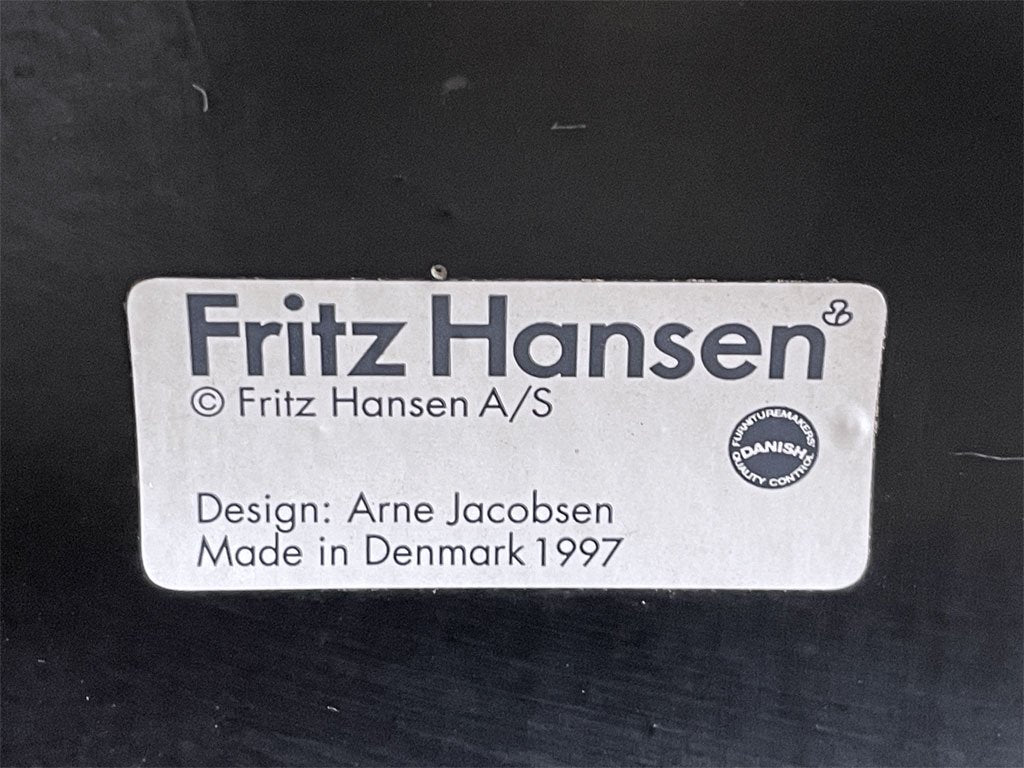 Fritz Hansen
© Fritz Hansen A/S
FURNITUREMAKERS'
DANISH
QUALITY CONTROL
Design: Arne Jacobsen
Made in Denmark 1997